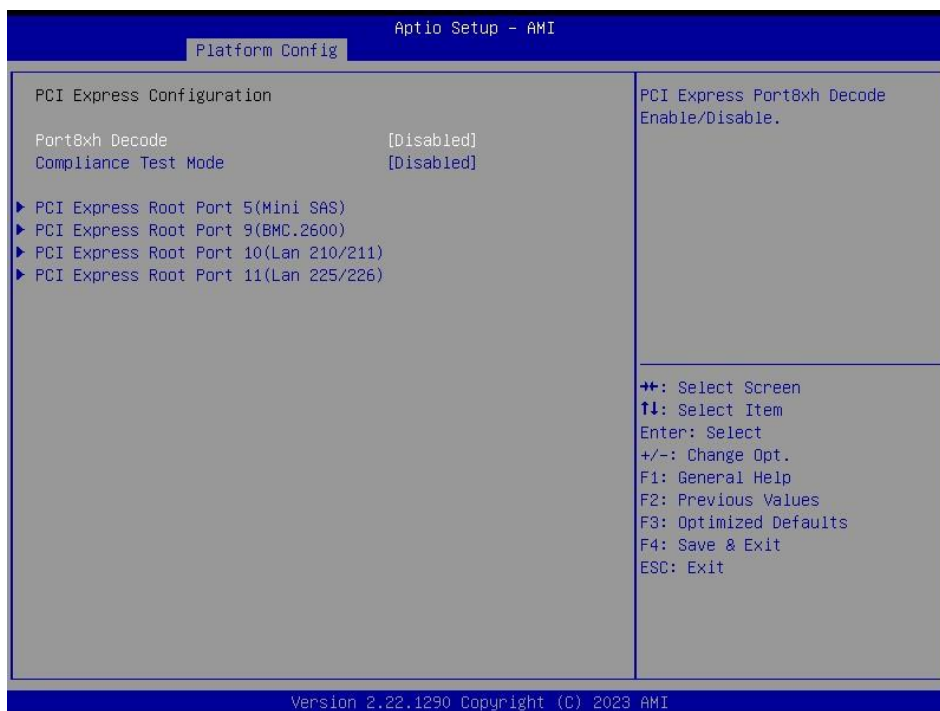 Aptio Setup – AMI
Platform Config
PCI Express Configuration
Port8xh Decode [Disabled]
Compliance Test Mode [Disabled]
PCI Express Root Port 5(Mini SAS)
PCI Express Root Port 9(BMC.2600)
PCI Express Root Port 10(Lan 210/211)
PCI Express Root Port 11(Lan 225/226)
PCI Express Port8xh Decode
Enable/Disable.
→←: Select Screen
↑↓: Select Item
Enter: Select
+/-: Change Opt.
F1: General Help
F2: Previous Values
F3: Optimized Defaults
F4: Save & Exit
ESC: Exit
Version 2.22.1290 Copyright (C) 2023 AMI